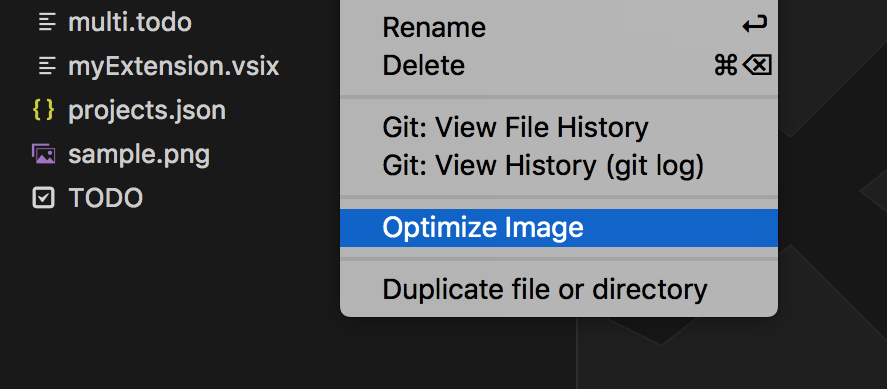 multi.todo
myExtension.vsix
{} projects.json
sample.png
TODO
Rename ↩
Delete ⌘⌫
Git: View File History
Git: View History (git log)
Optimize Image
Duplicate file or directory